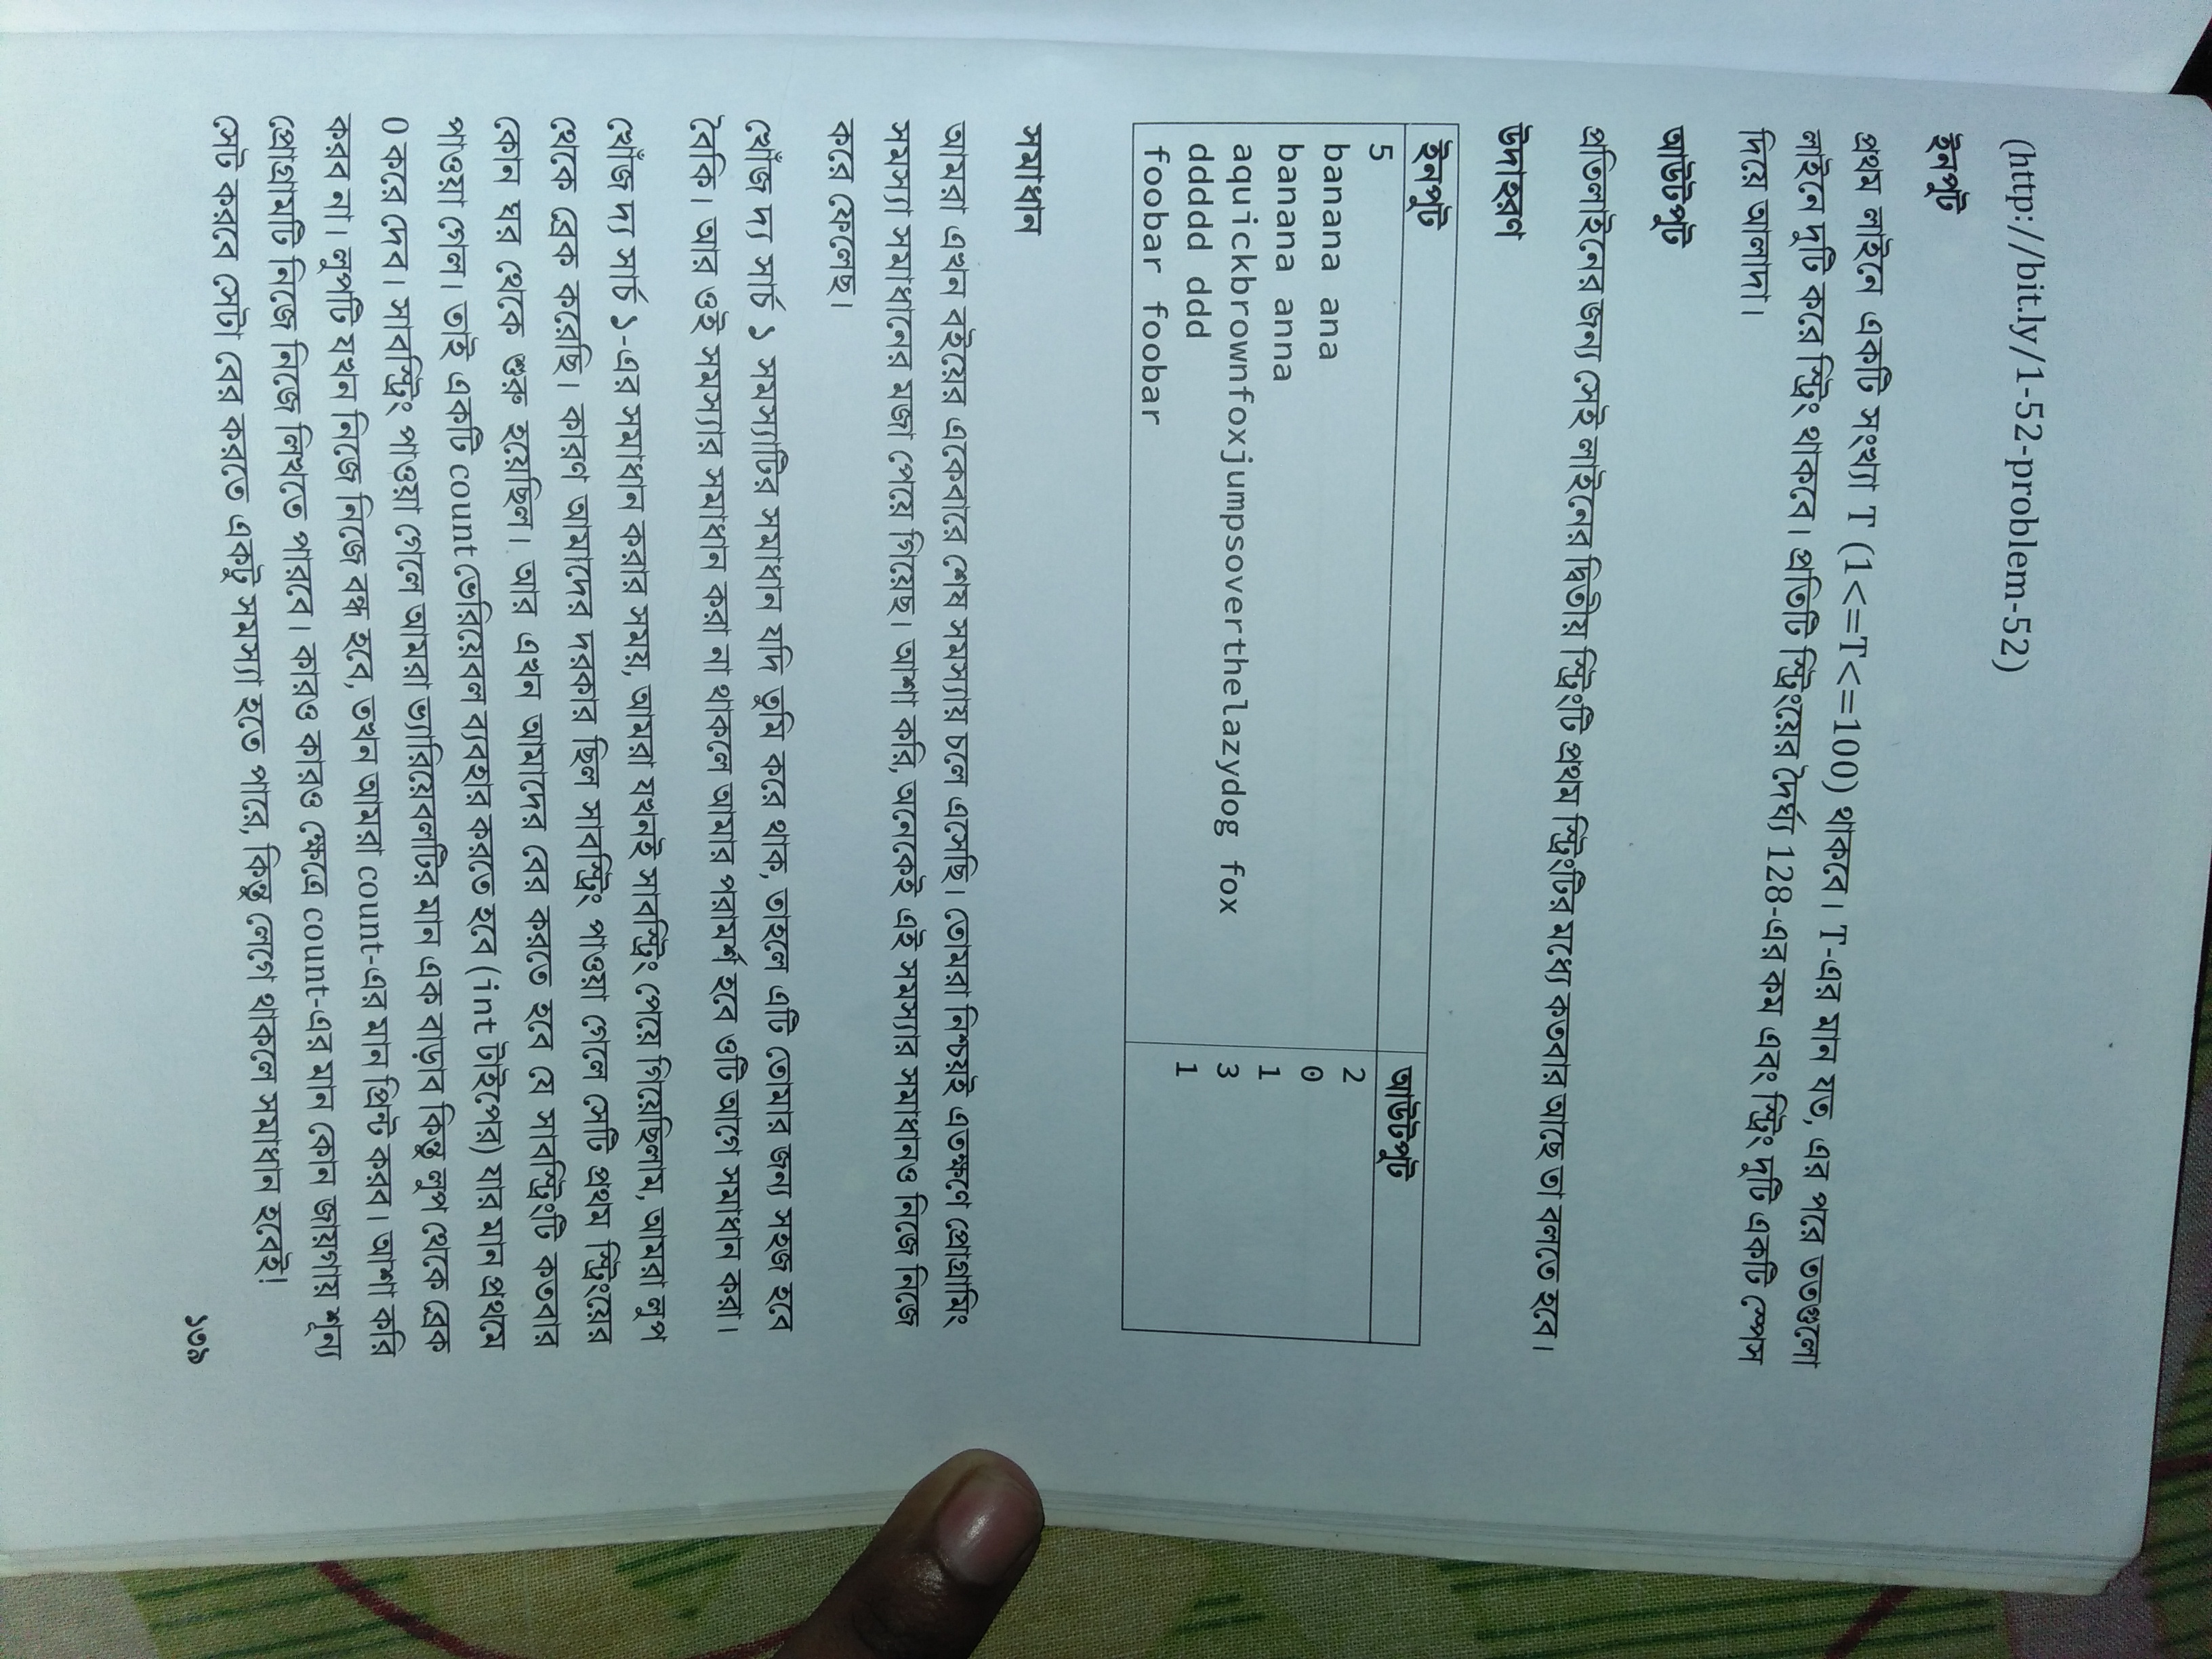 (http://bit.ly/1-52-problem-52)
ইনপুট
প্রথম লাইনে একটি সংখ্যা T (1<=T<=100) থাকবে। T-এর মান যত, এর পরে ততগুলো
লাইনে দুটি করে স্ট্রিং থাকবে। প্রতিটি স্ট্রিংয়ের দৈর্ঘ্য 128-এর কম এবং স্ট্রিং দুটি একটি স্পেস
দিয়ে আলাদা।
আউটপুট
প্রতিলাইনের জন্য সেই লাইনের দ্বিতীয় স্ট্রিংটি প্রথম স্ট্রিংটির মধ্যে কতবার আছে তা বলতে হবে।
উদাহরণ
ইনপুট
5
banana ana
banana anna
aquickbrownfoxjumpsoverthelazydog fox
ddddd ddd
foobar foobar
আউটপুট
2
0
1
3
1
সমাধান
আমরা এখন বইয়ের একেবারে শেষ সমস্যায় চলে এসেছি। তোমরা নিশ্চয়ই এতক্ষণে প্রোগ্রামিং
সমস্যা সমাধানের মজা পেয়ে গিয়েছ। আশা করি, অনেকেই এই সমস্যার সমাধানও নিজে নিজে
করে ফেলেছ।
খোঁজ দ্য সার্চ ১ সমস্যাটির সমাধান যদি তুমি করে থাক, তাহলে এটি তোমার জন্য সহজ হবে
বৈকি। আর ওই সমস্যার সমাধান করা না থাকলে আমার পরামর্শ হবে ওটি আগে সমাধান করা।
খোঁজ দ্য সার্চ ১-এর সমাধান করার সময়, আমরা যখনই সাবস্ট্রিং পেয়ে গিয়েছিলাম, আমরা লুপ
থেকে ব্রেক করেছি। কারণ আমাদের দরকার ছিল সাবস্ট্রিং পাওয়া গেলে সেটি প্রথম স্ট্রিংয়ের
কোন ঘর থেকে শুরু হয়েছিল। আর এখন আমাদের বের করতে হবে যে সাবস্ট্রিংটি কতবার
পাওয়া গেল। তাই একটি count ভেরিয়েবল ব্যবহার করতে হবে (int টাইপের) যার মান প্রথমে
0 করে দেব। সাবস্ট্রিং পাওয়া গেলে আমরা ভ্যারিয়েবলটির মান এক বাড়াব কিন্তু লুপ থেকে ব্রেক
করব না। লুপটি যখন নিজে নিজে বন্ধ হবে, তখন আমরা count-এর মান প্রিন্ট করব। আশা করি
প্রোগ্রামটি নিজে নিজে লিখতে পারবে। কারও কারও ক্ষেত্রে count-এর মান কোন জায়গায় শূন্য
সেট করবে সেটা বের করতে একটু সমস্যা হতে পারে, কিন্তু লেগে থাকলে সমাধান হবেই!
১৩৯